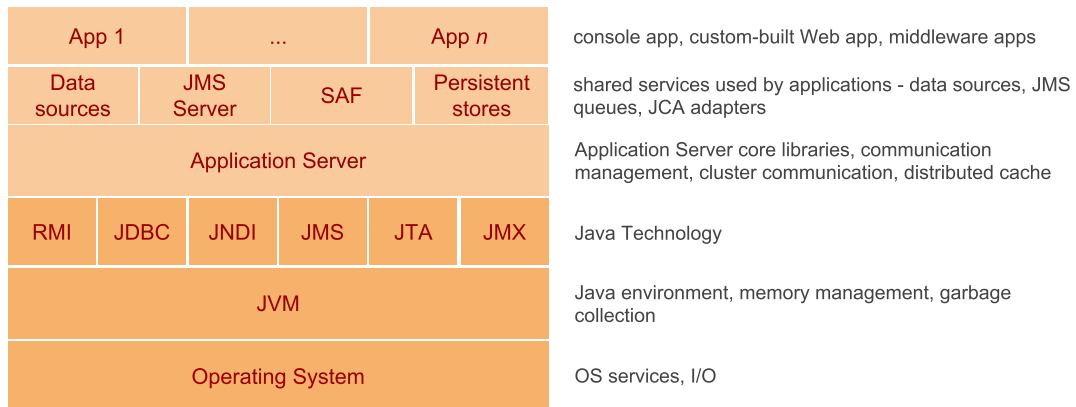 App 1
...
App n
console app, custom-built Web app, middleware apps
Data
sources
JMS
Server
SAF
Persistent
stores
shared services used by applications - data sources, JMS
queues, JCA adapters
Application Server
Application Server core libraries, communication
management, cluster communication, distributed cache
RMI
JDBC
JNDI
JMS
JTA
JMX
Java Technology
JVM
Java environment, memory management, garbage
collection
Operating System
OS services, I/O